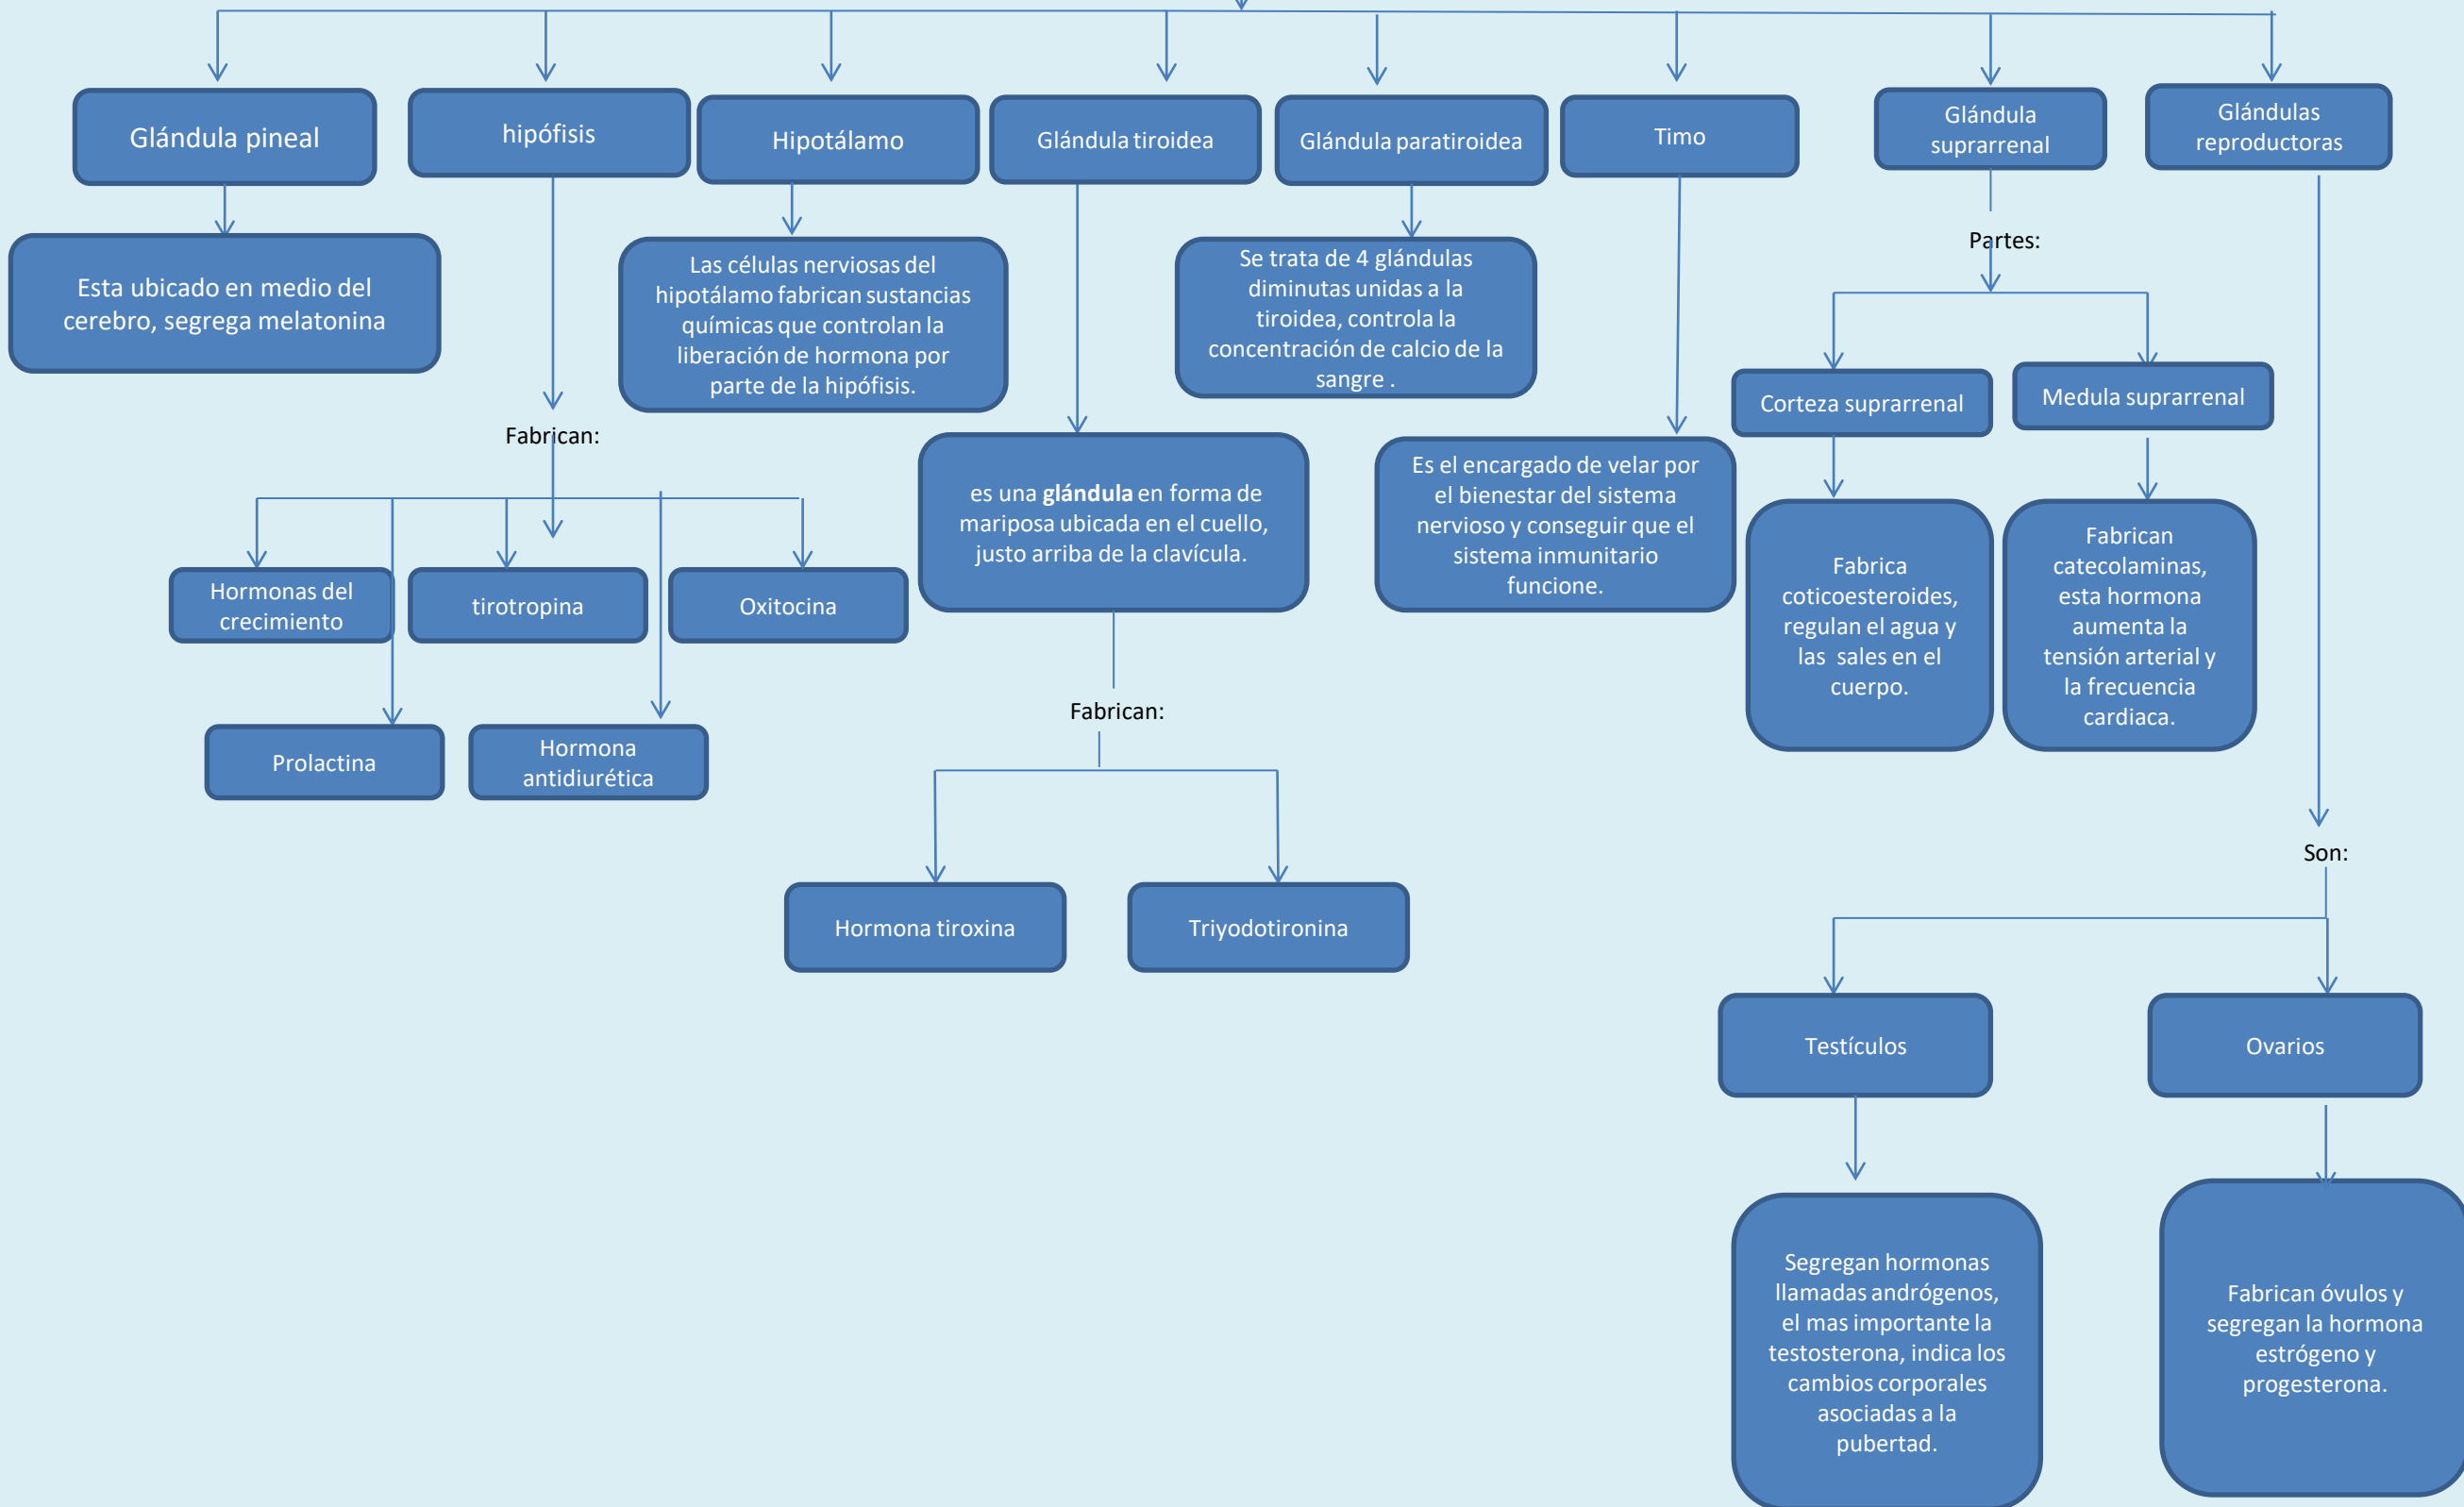 Glándula pineal
hipófisis
Hipotálamo
Glándula tiroidea
Glándula paratiroidea
Timo
Glándula
suprarrenal
Glándulas
reproductoras
Esta ubicado en medio del
cerebro, segrega melatonina
Fabrican:
Hormonas del
crecimiento
tirotropina
Oxitocina
Prolactina
Hormona
antidiurética
Las células nerviosas del
hipotálamo fabrican sustancias
químicas que controlan la
liberación de hormona por
parte de la hipófisis.
es una glándula en forma de
mariposa ubicada en el cuello,
justo arriba de la clavícula.
Fabrican:
Hormona tiroxina
Triyodotironina
Se trata de 4 glándulas
diminutas unidas a la
tiroidea, controla la
concentración de calcio de la
sangre .
Es el encargado de velar por
el bienestar del sistema
nervioso y conseguir que el
sistema inmunitario
funcione.
Partes:
Corteza suprarrenal
Medula suprarrenal
Fabrica
coticoesteroides,
regulan el agua y
las sales en el
cuerpo.
Fabrican
catecolaminas,
esta hormona
aumenta la
tensión arterial y
la frecuencia
cardiaca.
Son:
Testículos
Ovarios
Segregan hormonas
llamadas andrógenos,
el mas importante la
testosterona, indica los
cambios corporales
asociadas a la
pubertad.
Fabrican óvulos y
segregan la hormona
estrógeno y
progesterona.